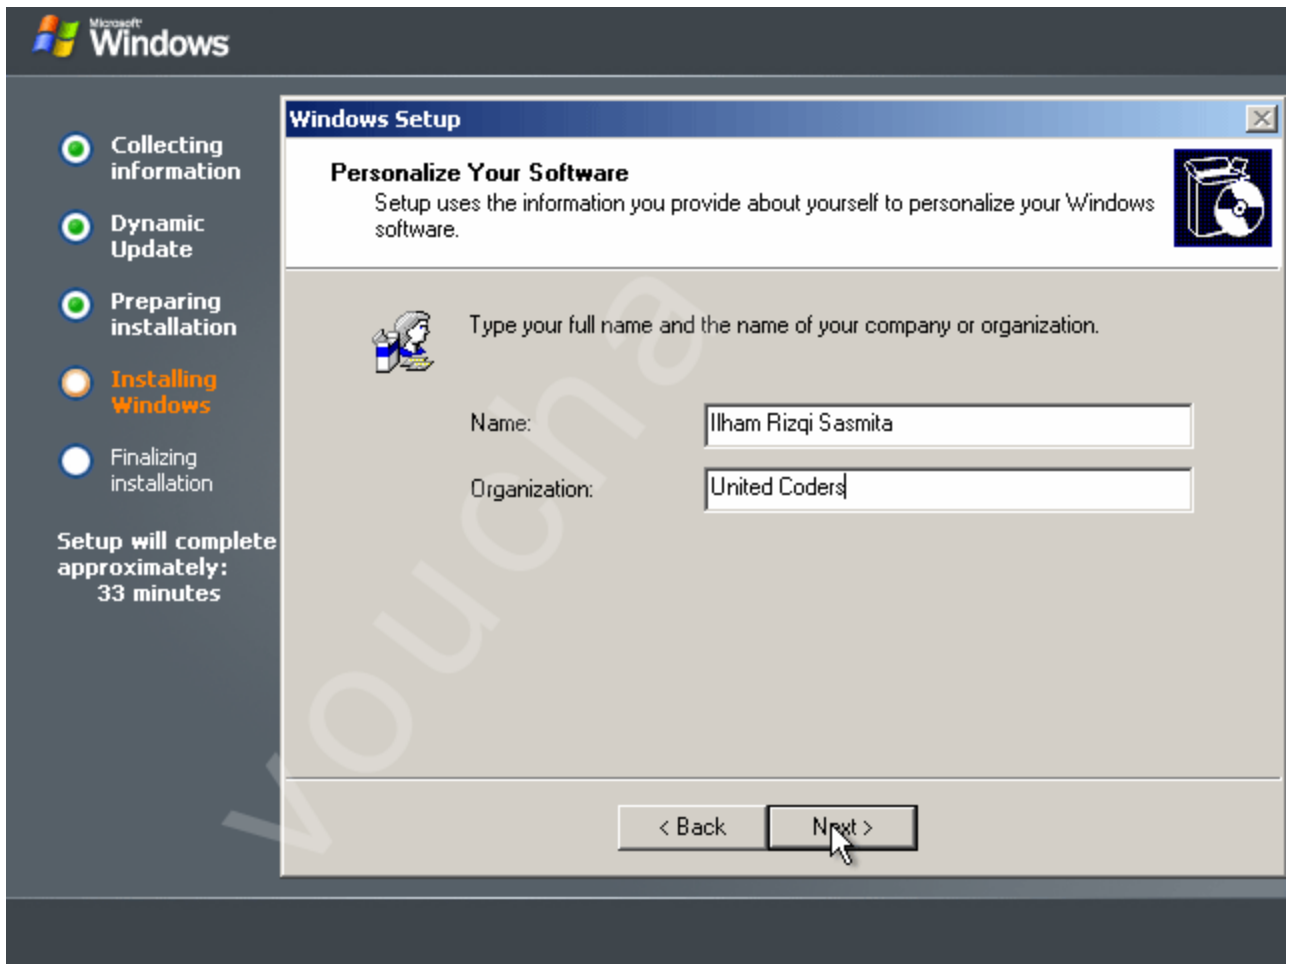 Microsoft
Windows
Collecting
information
Dynamic
Update
Preparing
installation
Installing
Windows
Finalizing
installation
Setup will complete
approximately:
33 minutes
Windows Setup
Personalize Your Software
Setup uses the information you provide about yourself to personalize your Windows
software.
Type your full name and the name of your company or organization.
Name:
Ilham Rizqi Sasmita
Organization:
United Coders
< Back
Next >
voucha